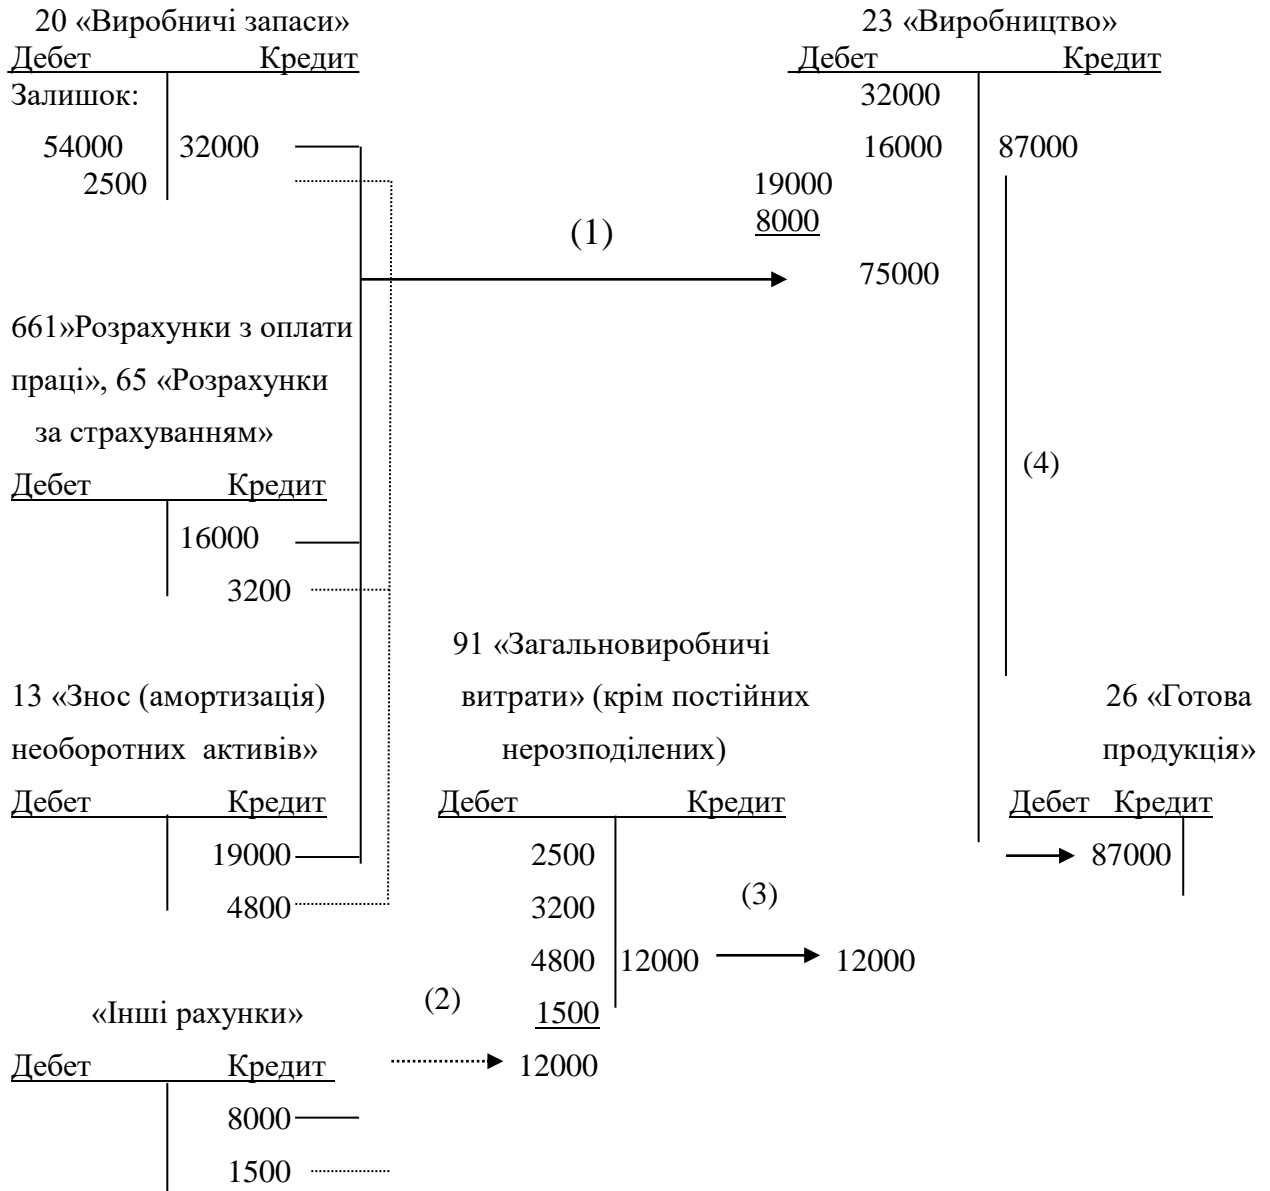 20 «Виробничі запаси»
Дебет Кредит
Залишок:
54000 32000
2500
23 «Виробництво»
Дебет Кредит
32000
16000 87000
19000
8000
75000
(1)
661»Розрахунки з оплати
праці», 65 «Розрахунки
за страхуванням»
Дебет Кредит
16000
3200
(4)
13 «Знос (амортизація)
необоротних активів»
Дебет Кредит
19000
4800
91 «Загальновиробничі
витрати» (крім постійних
нерозподілених)
Дебет Кредит
2500
3200
4800 12000
1500
12000
(3)
12000
26 «Готова
продукція»
Дебет Кредит
87000
«Інші рахунки»
Дебет Кредит
8000
1500
(2)